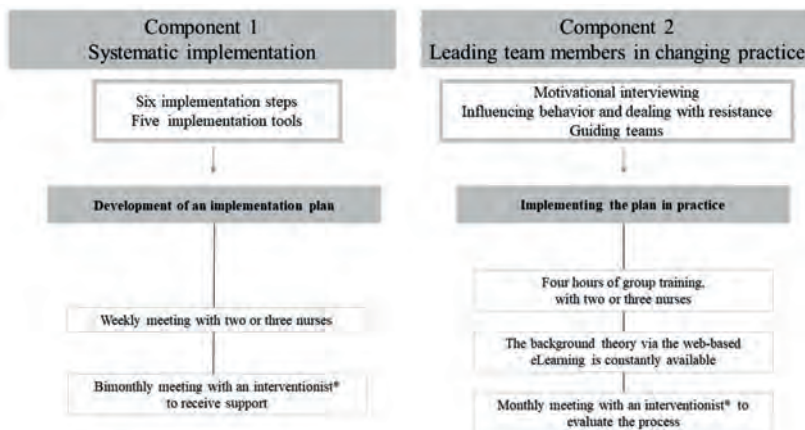 Component 1
Systematic implementation
Six implementation steps
Five implementation tools
Development of an implementation plan
Weekly meeting with two or three nurses
Bimonthly meeting with an interventionist*
to receive support
Component 2
Leading team members in changing practice
Motivational interviewing
Influencing behavior and dealing with resistance
Guiding teams
Implementing the plan in practice
Four hours of group training,
with two or three nurses
The background theory via the web-based
eLearning is constantly available
Monthly meeting with an interventionist* to
evaluate the process